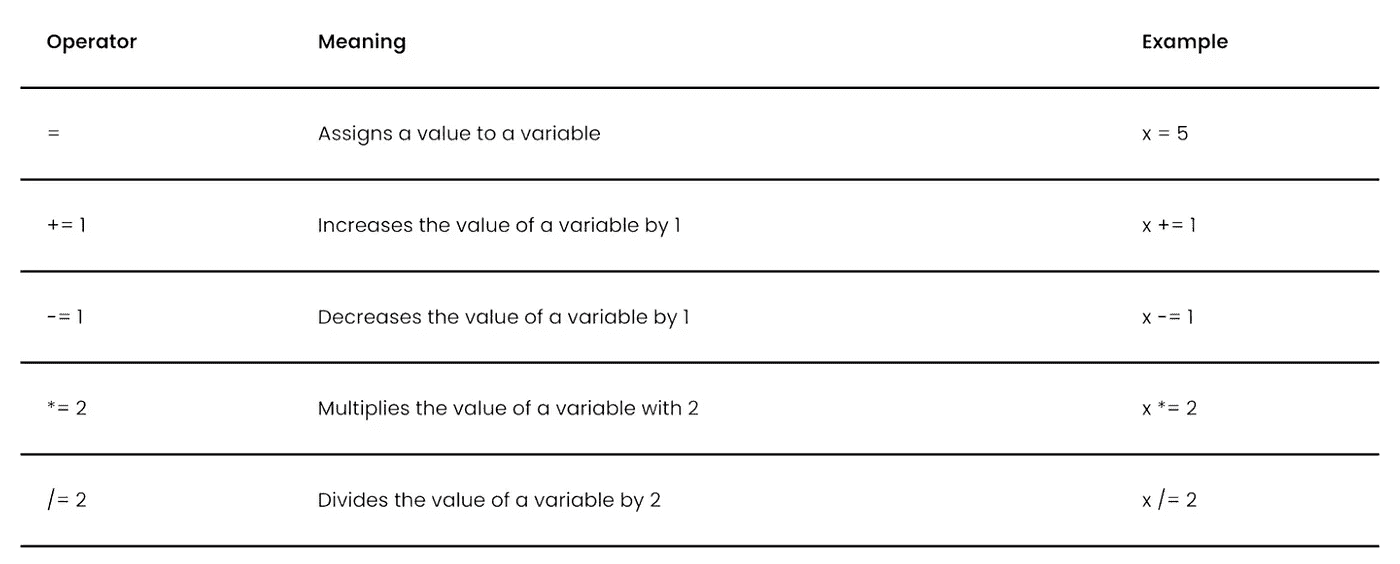 Operator Meaning Example
= Assigns a value to a variable x = 5
+= 1 Increases the value of a variable by 1 x += 1
-= 1 Decreases the value of a variable by 1 x -= 1
*= 2 Multiplies the value of a variable with 2 x *= 2
/= 2 Divides the value of a variable by 2 x /= 2